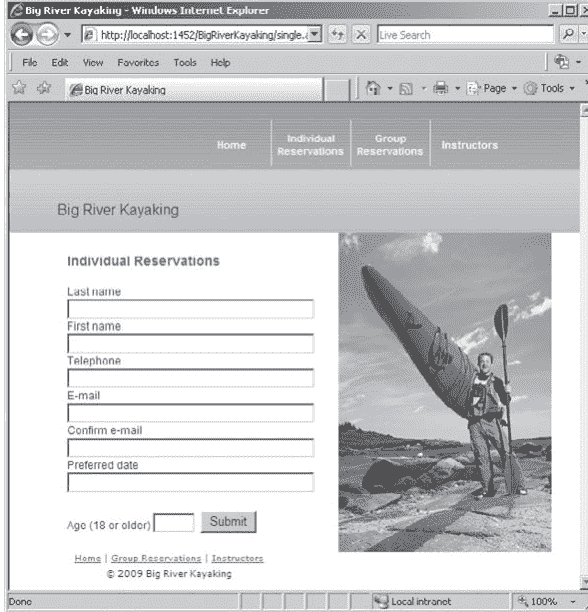 Big River Kayaking - Windows Internet Explorer
http://localhost:1452/BigRiverKayaking/single.a
Live Search
File Edit View Favorites Tools Help
Big River Kayaking
Page Tools
Home Individual Reservations Group Reservations Instructors
Big River Kayaking
Individual Reservations
Last name
First name
Telephone
E-mail
Confirm e-mail
Preferred date
Age (18 or older) Submit
Home | Group Reservations | Instructors
© 2009 Big River Kayaking
Done Local intranet 100%